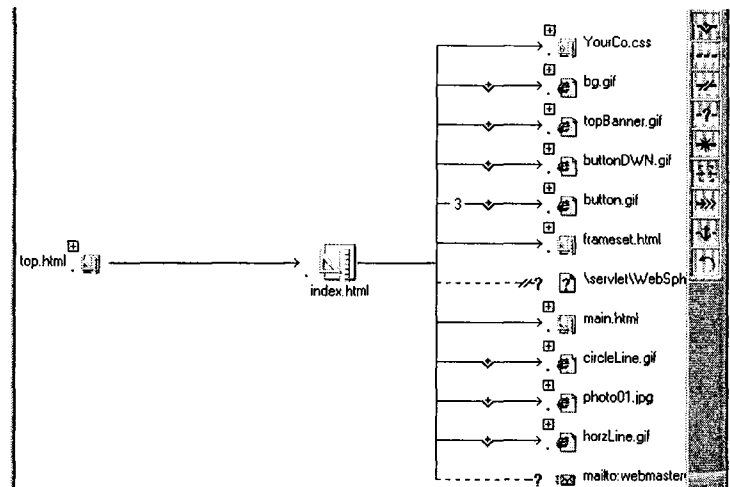 YourCo.css
bg.gif
topBanner.gif
buttonDWN.gif
3
button.gif
frameset.html
top.html
index.html
?
\servlet\WebSph
main.html
circleLine.gif
photo01.jpg
horzLine.gif
?
mailto:webmaster